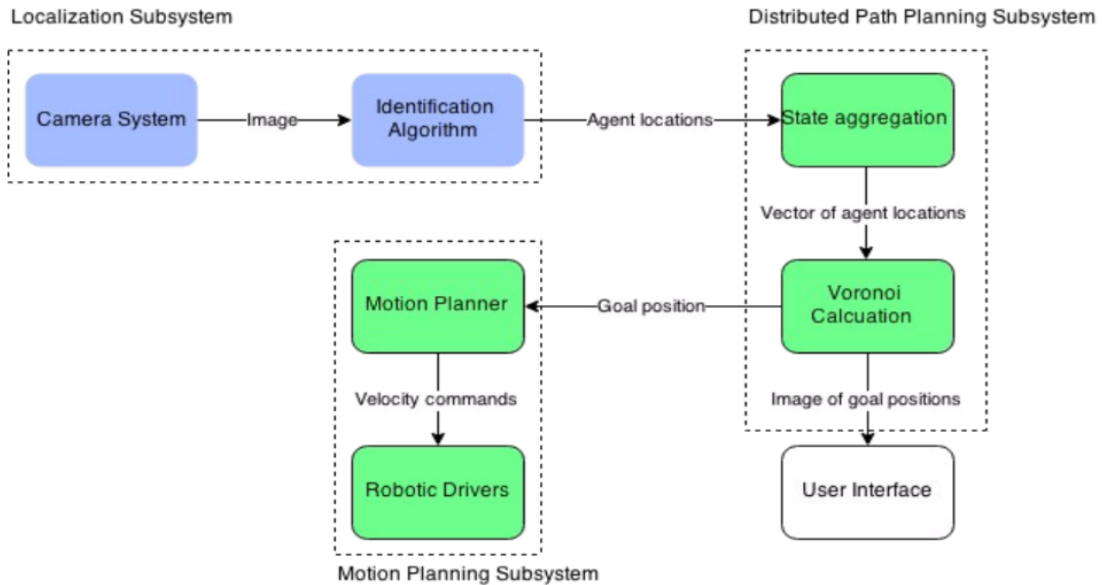 Localization Subsystem
Distributed Path Planning Subsystem
Camera System
Image
Identification
Algorithm
Agent locations
State aggregation
Vector of agent locations
Motion Planner
Goal position
Voronoi
Calcuation
Velocity commands
Image of goal positions
Robotic Drivers
User Interface
Motion Planning Subsystem